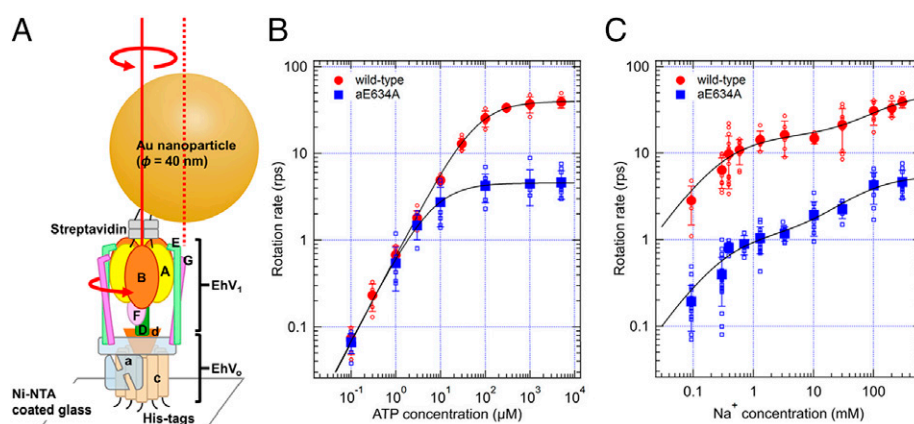 A
Au nanoparticle
(ϕ = 40 nm)
Streptavidin
E
A
G
B
EhV₁
F
D
d
a
c
EhVₒ
Ni-NTA
coated glass
His-tags
B
wild-type
aE634A
Rotation rate (rps)
100
10
1
0.1
10⁻² 10⁻¹ 10⁰ 10¹ 10² 10³ 10⁴
ATP concentration (µM)
C
wild-type
aE634A
Rotation rate (rps)
100
10
1
0.1
0.1 1 10 100
Na⁺ concentration (mM)